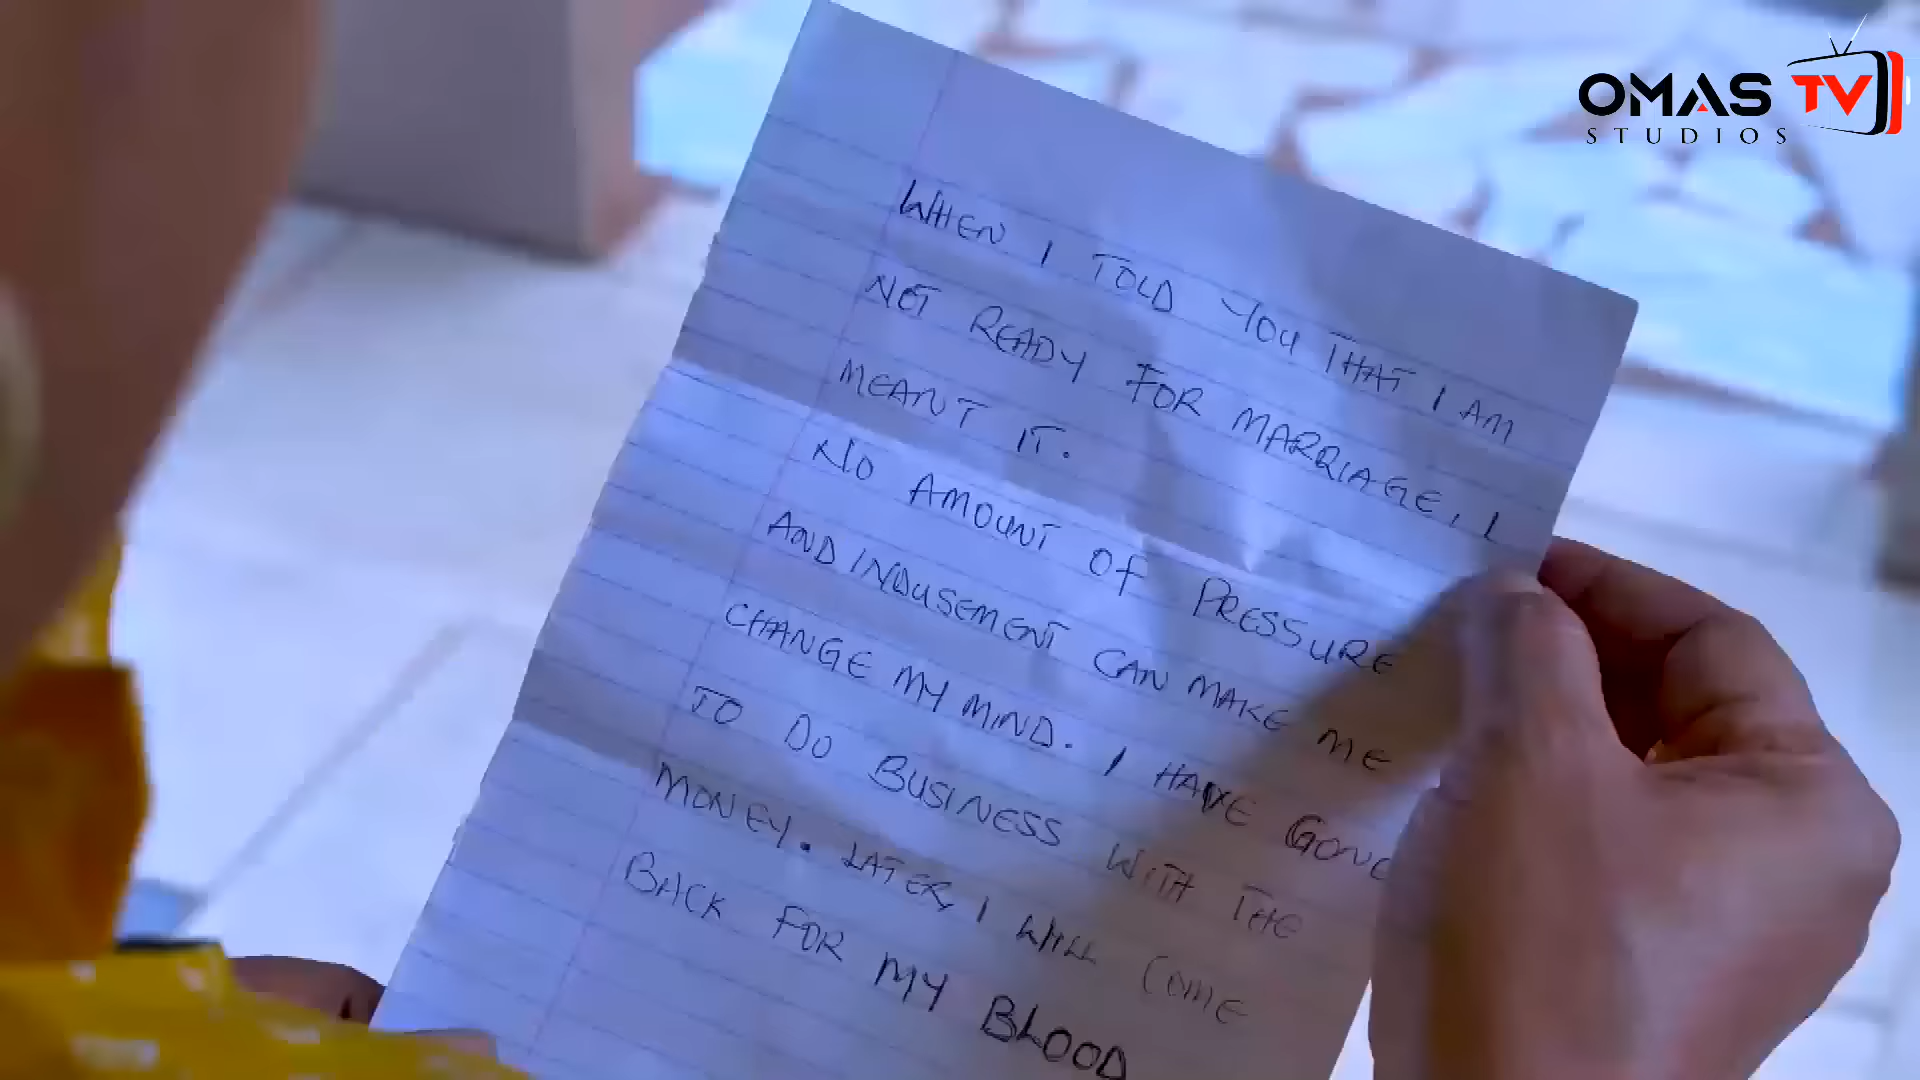 OMAS TV
STUDIOS
WHEN I TOLD YOU THAT I AM
NOT READY FOR MARRIAGE, I
MEANT IT.
NO AMOUNT OF PRESSURE
AND INDUSEMENT CAN MAKE ME
CHANGE MY MIND. I HAVE GONE
TO DO BUSINESS WITH THE
MONEY. LATER, I WILL COME
BACK FOR MY BLOOD